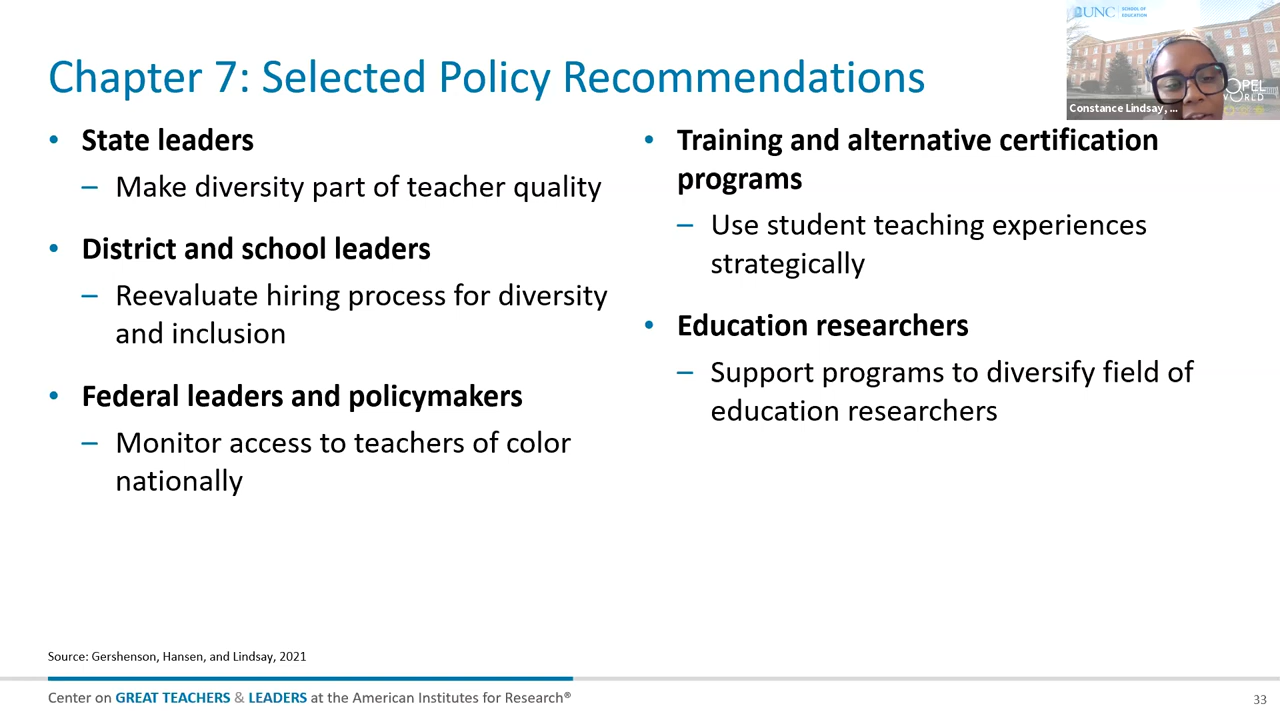 Chapter 7: Selected Policy Recommendations
• State leaders
– Make diversity part of teacher quality
• District and school leaders
– Reevaluate hiring process for diversity
and inclusion
• Federal leaders and policymakers
– Monitor access to teachers of color
nationally
• Training and alternative certification
programs
– Use student teaching experiences
strategically
• Education researchers
– Support programs to diversify field of
education researchers
UNC SCHOOL OF
EDUCATION
Constance Lindsay, ...
Source: Gershenson, Hansen, and Lindsay, 2021
Center on GREAT TEACHERS & LEADERS at the American Institutes for Research®
33